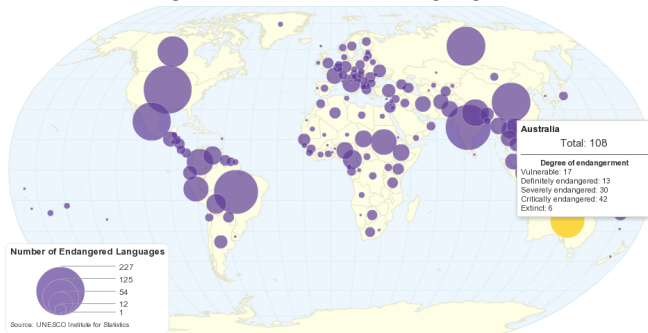 Australia
Total: 108
Degree of endangerment
Vulnerable: 17
Definitely endangered: 13
Severely endangered: 30
Critically endangered: 42
Extinct: 6
Number of Endangered Languages
227
125
54
12
1
Source: UNESCO Institute for Statistics